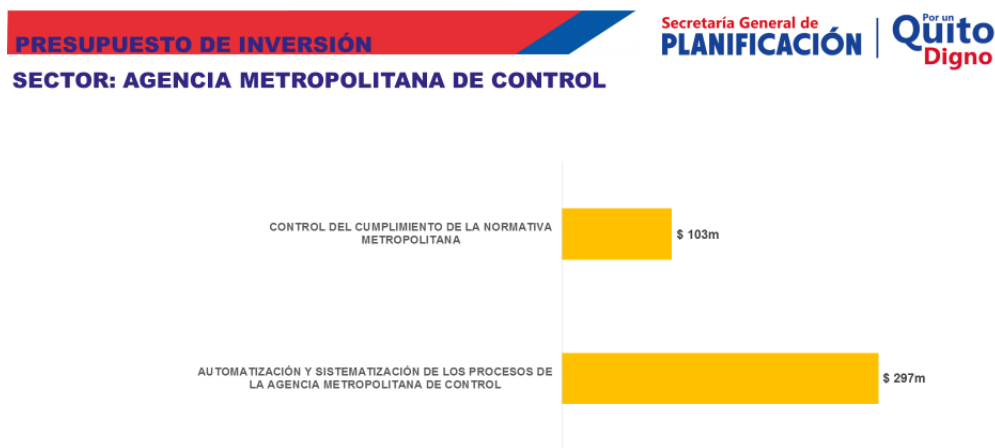 PRESUPUESTO DE INVERSIÓN
Secretaría General de
PLANIFICACIÓN
Por un
Quito
Digno
SECTOR: AGENCIA METROPOLITANA DE CONTROL
CONTROL DEL CUMPLIMIENTO DE LA NORMATIVA
METROPOLITANA
$ 103m
AUTOMATIZACIÓN Y SISTEMATIZACIÓN DE LOS PROCESOS DE
LA AGENCIA METROPOLITANA DE CONTROL
$ 297m